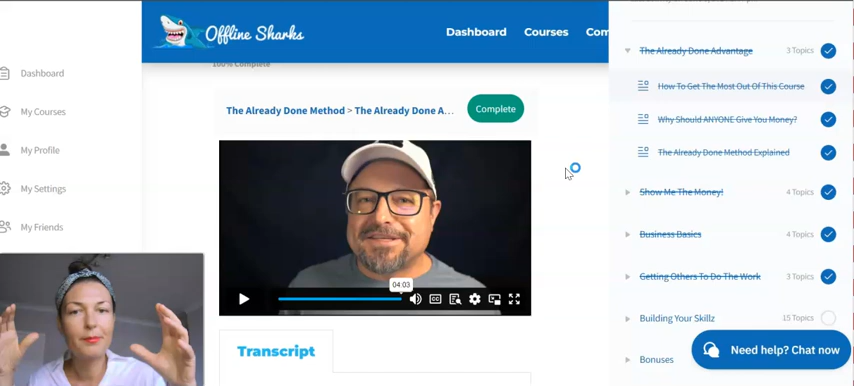 Offline Sharks
Dashboard
Courses
Com
Dashboard
My Courses
My Profile
My Settings
My Friends
100% Complete
The Already Done Method > The Already Done A...
Complete
04:03
Transcript
The Already Done Advantage
3 Topics
How To Get The Most Out Of This Course
Why Should ANYONE Give You Money?
The Already Done Method Explained
Show Me The Money!
4 Topics
Business Basics
4 Topics
Getting Others To Do The Work
3 Topics
Building Your Skillz
15 Topics
Bonuses
Need help? Chat now